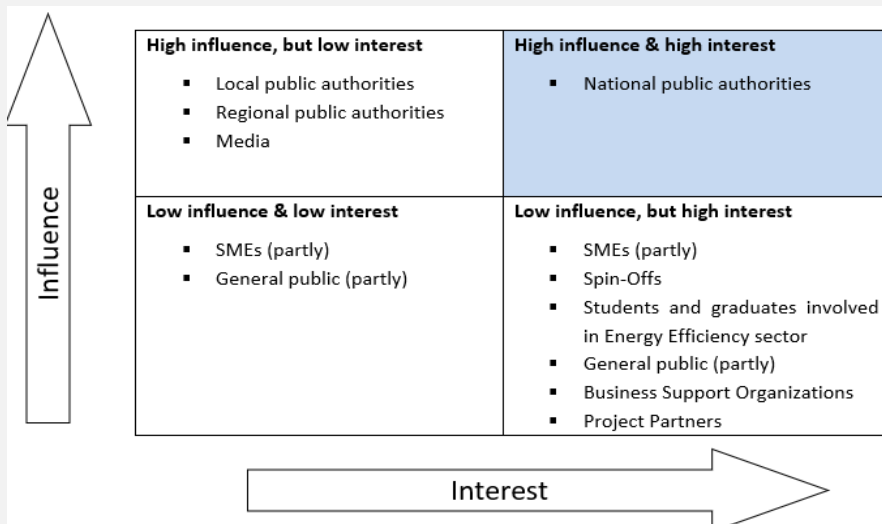 High influence, but low interest
▪ Local public authorities
▪ Regional public authorities
▪ Media
High influence & high interest
▪ National public authorities
Influence
Low influence & low interest
▪ SMEs (partly)
▪ General public (partly)
Low influence, but high interest
▪ SMEs (partly)
▪ Spin-Offs
▪ Students and graduates involved
in Energy Efficiency sector
▪ General public (partly)
▪ Business Support Organizations
▪ Project Partners
Interest